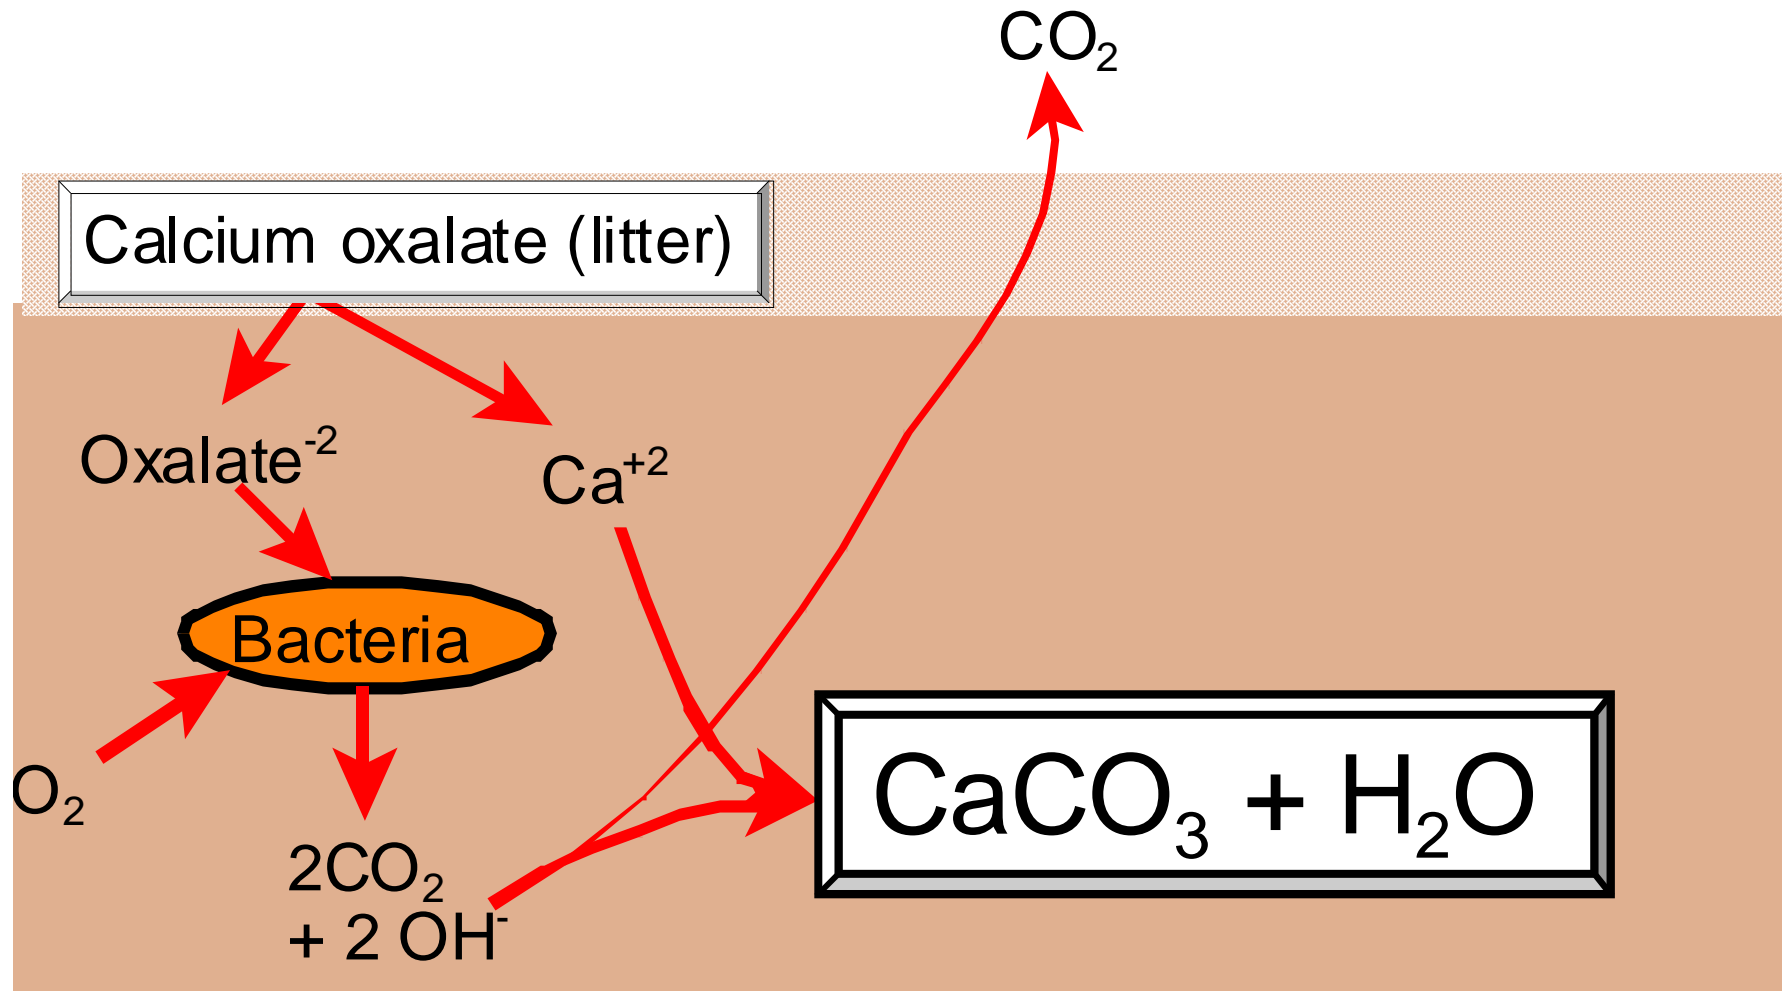 CO₂
Calcium oxalate (litter)
Oxalate⁻²
Ca⁺²
Bacteria
O₂
CaCO₃ + H₂O
2CO₂
+ 2 OH⁻